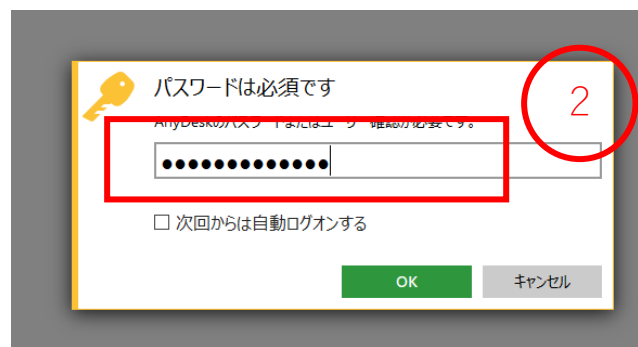 パスワードは必須です
2
AnyDeskのパスワードまたはユーザー確認が必要です。
●●●●●●●●●●●●●
次回からは自動ログオンする
OK
キャンセル